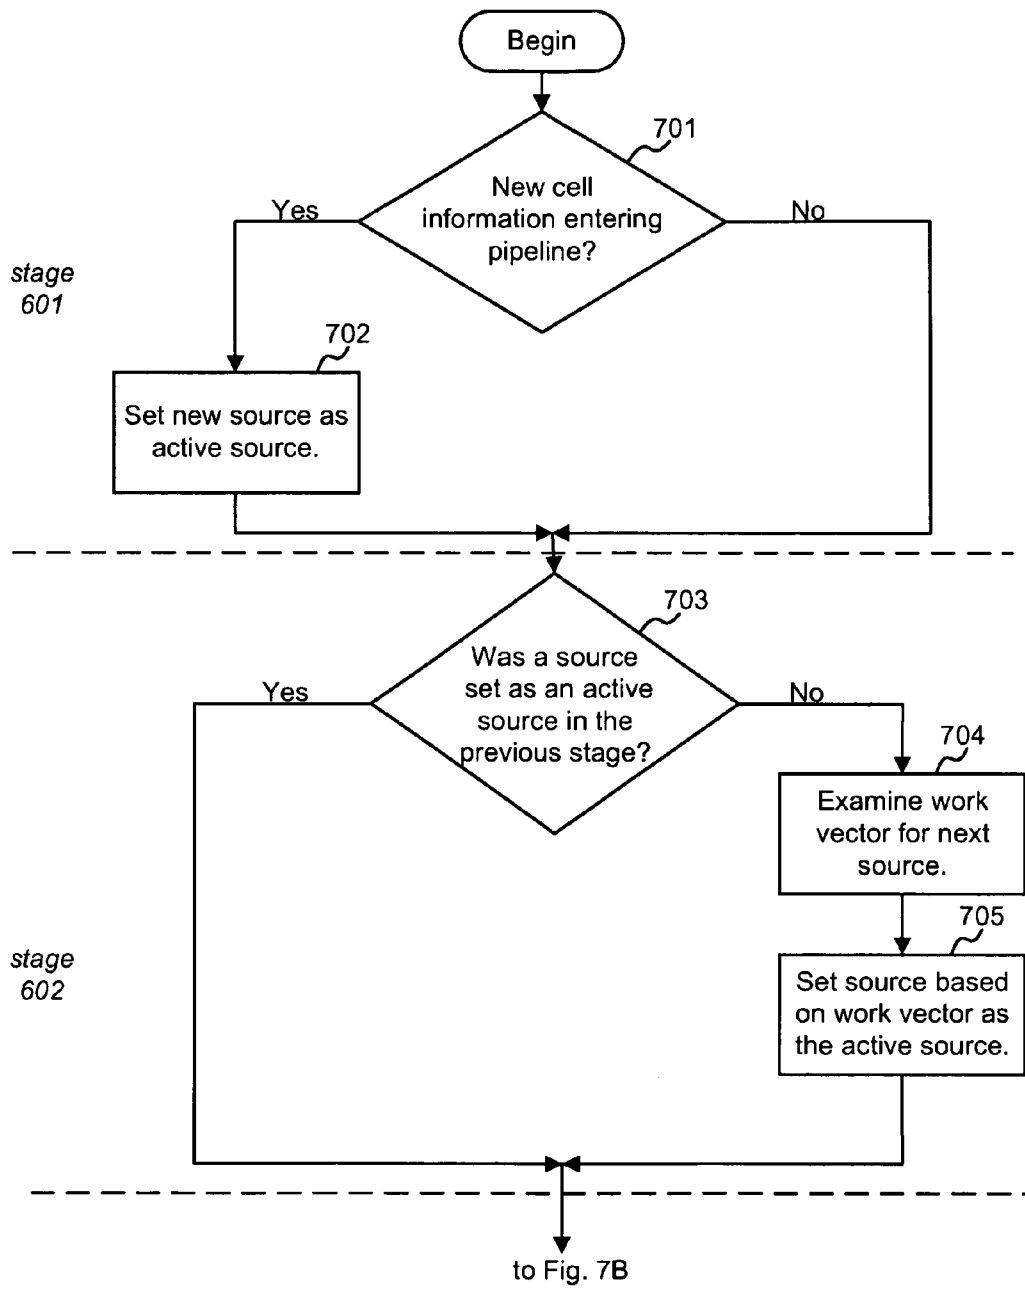 Begin
701
New cell
information entering
pipeline?
Yes
No
stage
601
702
Set new source as
active source.
703
Was a source
set as an active
source in the
previous stage?
Yes
No
704
Examine work
vector for next
source.
705
Set source based
on work vector as
the active source.
stage
602
to Fig. 7B